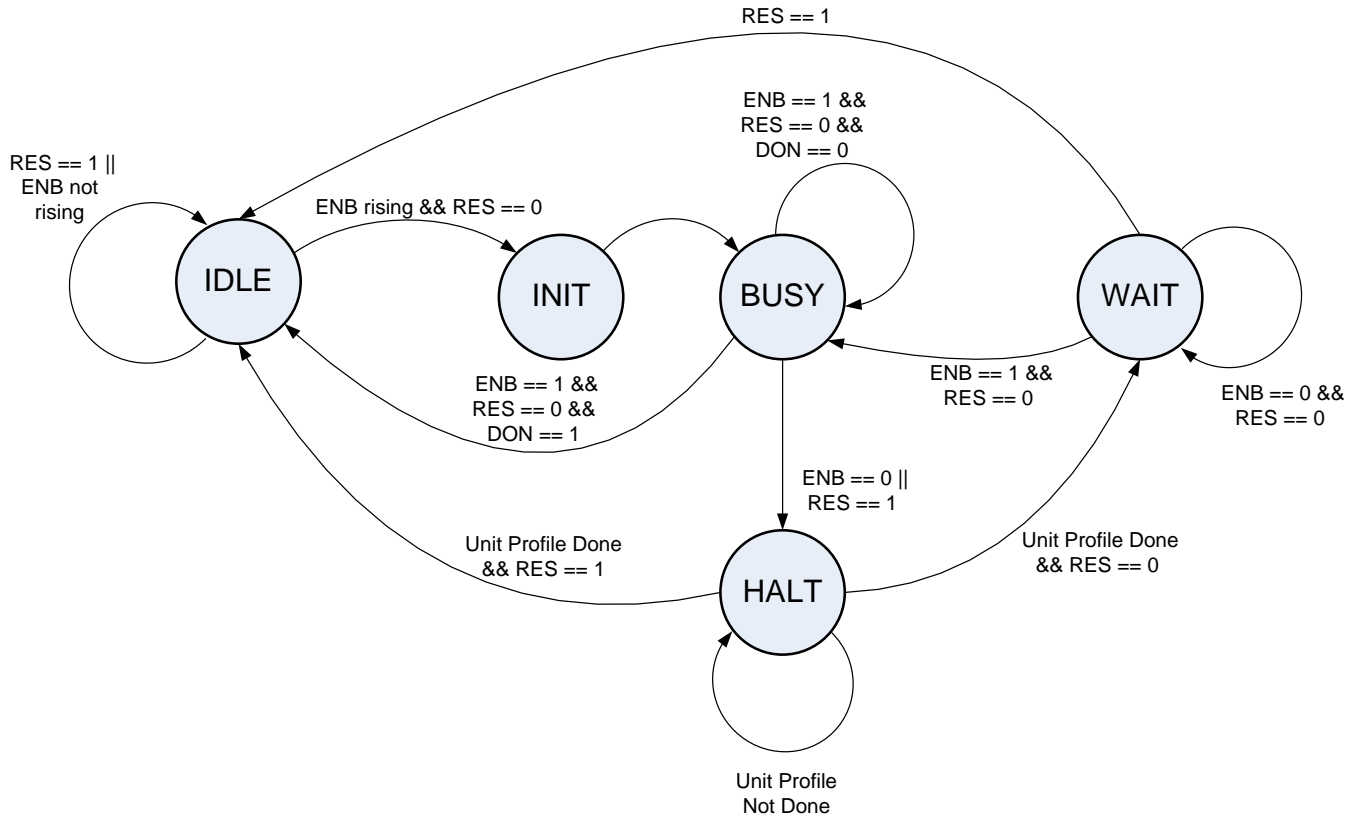 RES == 1
ENB == 1 &&
RES == 0 &&
DON == 0
RES == 1 ||
ENB not
rising
ENB rising && RES == 0
IDLE
INIT
BUSY
WAIT
ENB == 1 &&
RES == 0 &&
DON == 1
ENB == 1 &&
RES == 0
ENB == 0 &&
RES == 0
ENB == 0 ||
RES == 1
Unit Profile Done
&& RES == 1
Unit Profile Done
&& RES == 0
HALT
Unit Profile
Not Done